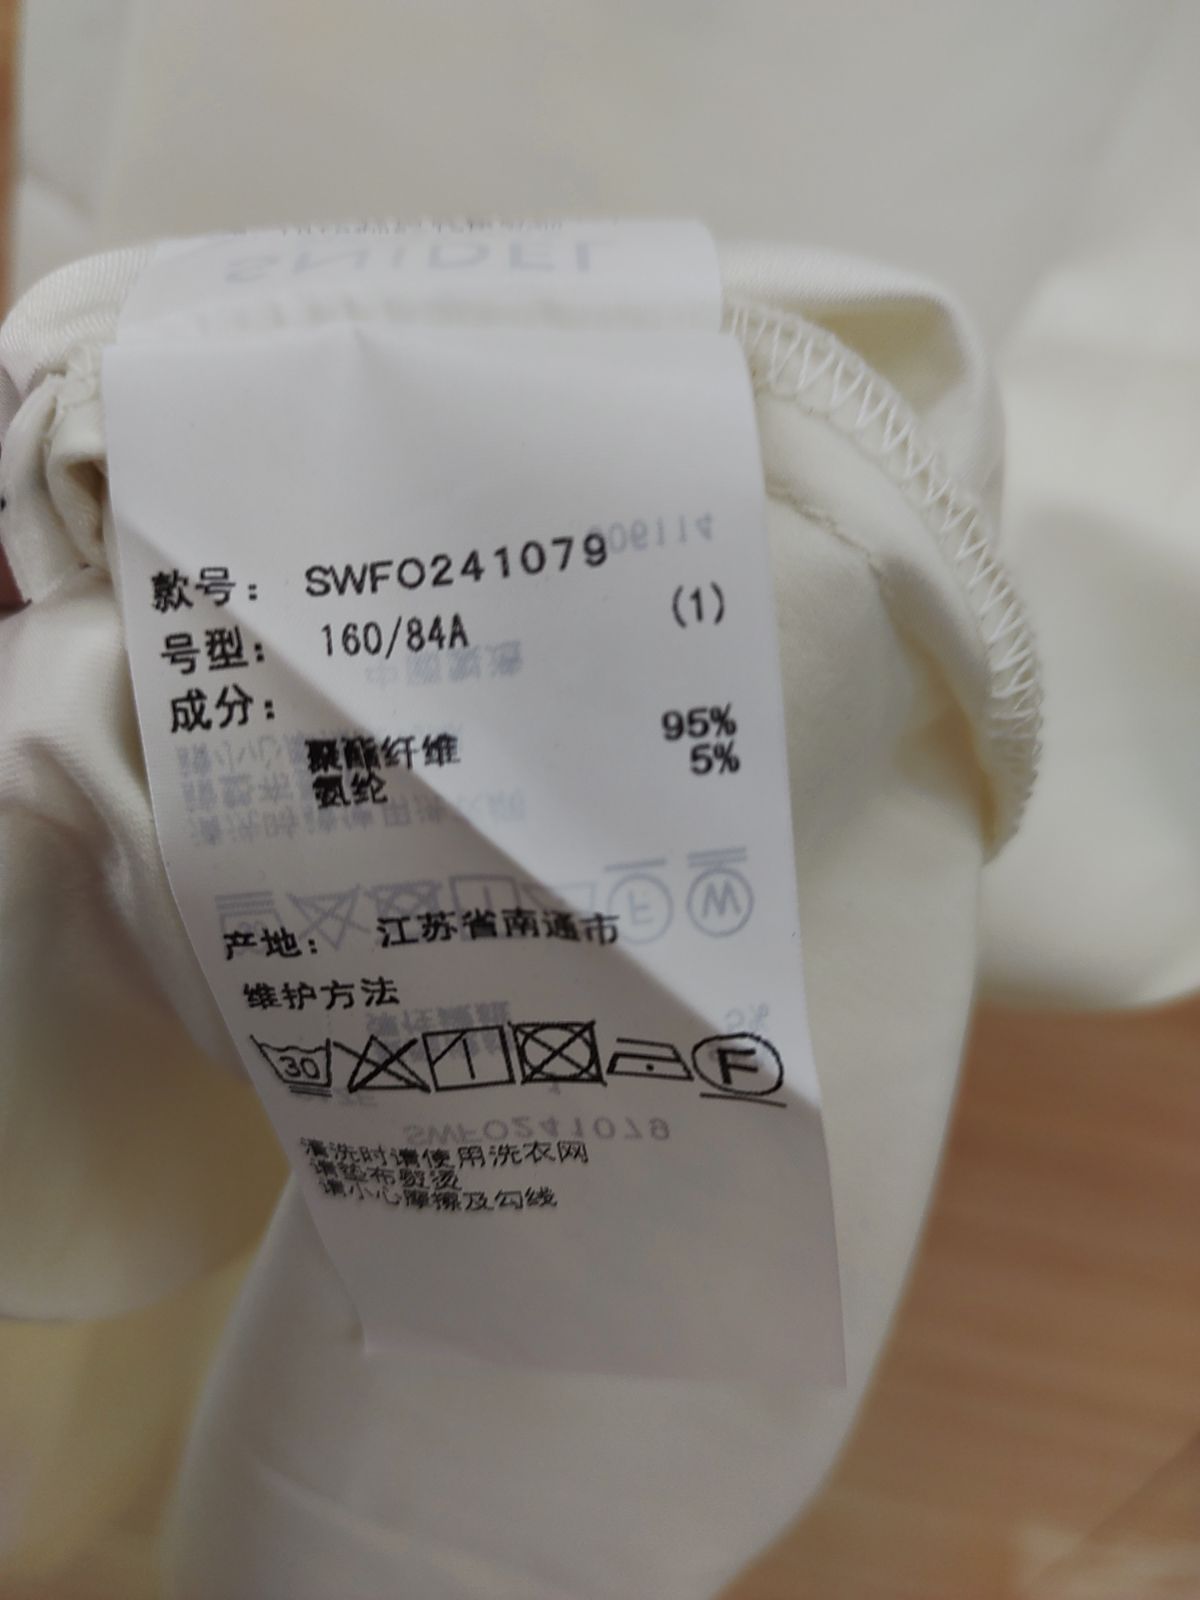 SNIDEL
款号： SWFO241079
号型： 160/84A (1)
成分：
聚酯纤维 95%
氨纶 5%
产地： 江苏省南通市
维护方法
30 F
清洗时请使用洗衣网
请垫布熨烫
请小心摩擦及勾线